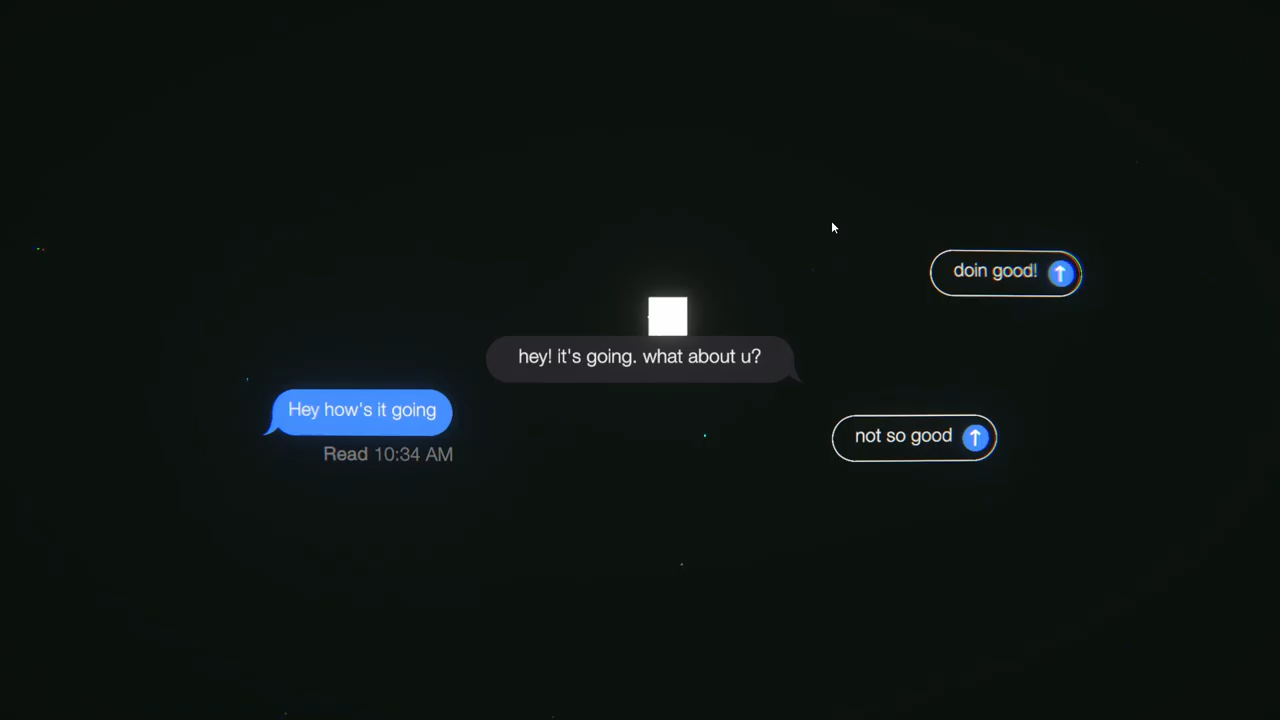 Hey how's it going
Read 10:34 AM
hey! it's going. what about u?
doin good!
not so good